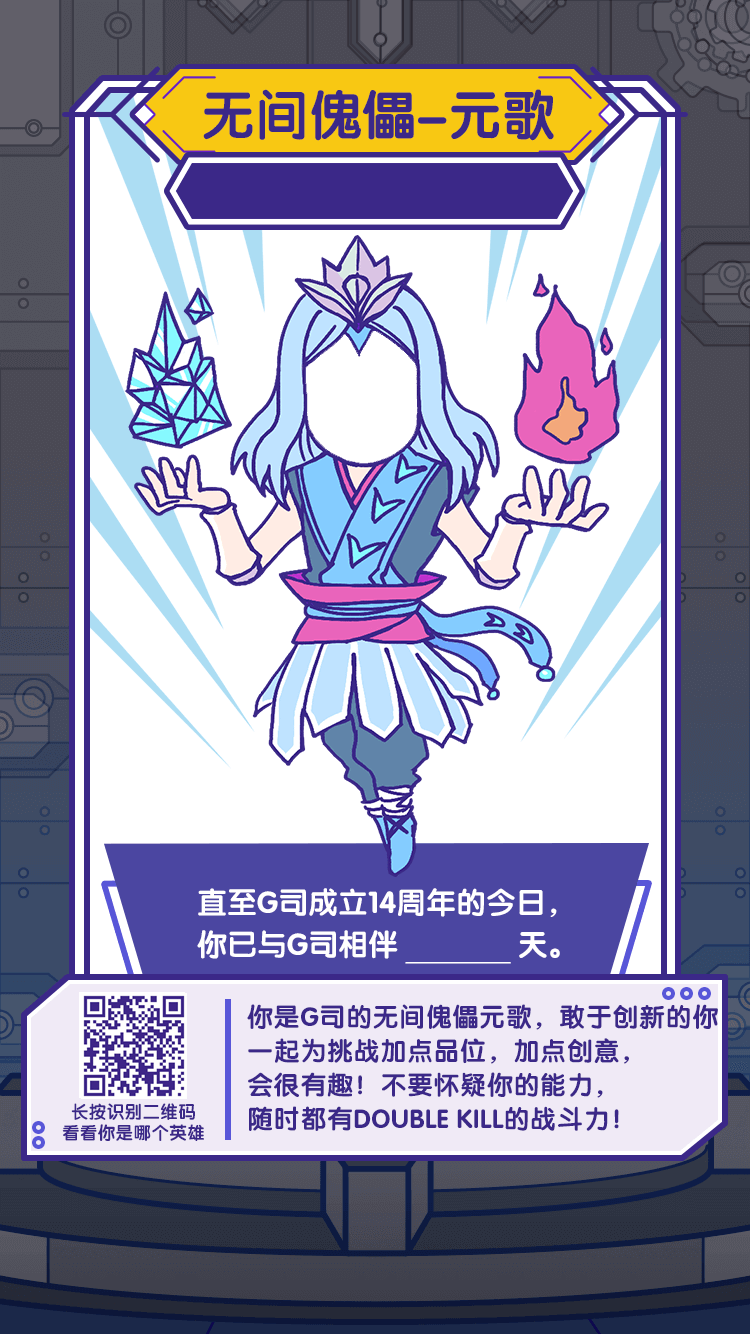 无间傀儡-元歌
直至G司成立14周年的今日，
你已与G司相伴 ________ 天。
你是G司的无间傀儡元歌，敢于创新的你
一起为挑战加点品位，加点创意，
会很有趣！不要怀疑你的能力，
随时都有DOUBLE KILL的战斗力！
长按识别二维码
看看你是哪个英雄